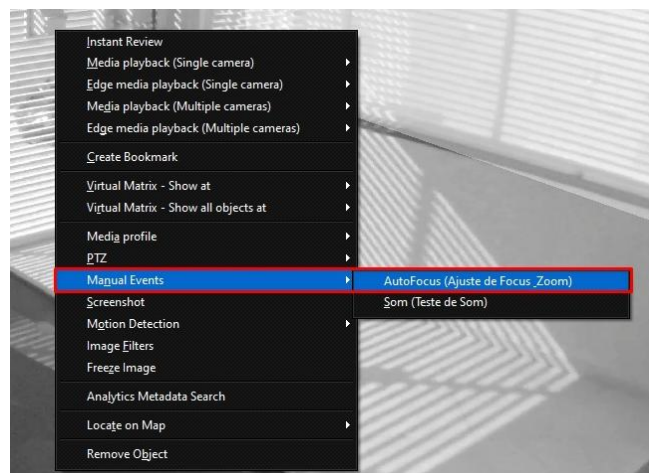 Instant Review
Media playback (Single camera)
Edge media playback (Single camera)
Media playback (Multiple cameras)
Edge media playback (Multiple cameras)
Create Bookmark
Virtual Matrix - Show at
Virtual Matrix - Show all objects at
Media profile
PTZ
Manual Events
AutoFocus (Ajuste de Focus_Zoom)
Screenshot
Som (Teste de Som)
Motion Detection
Image Filters
Freeze Image
Analytics Metadata Search
Locate on Map
Remove Object